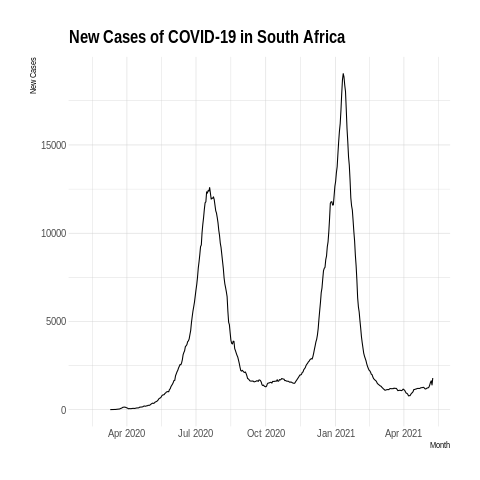 New Cases of COVID-19 in South Africa
New Cases
15000
10000
5000
0
Apr 2020 Jul 2020 Oct 2020 Jan 2021 Apr 2021
Month